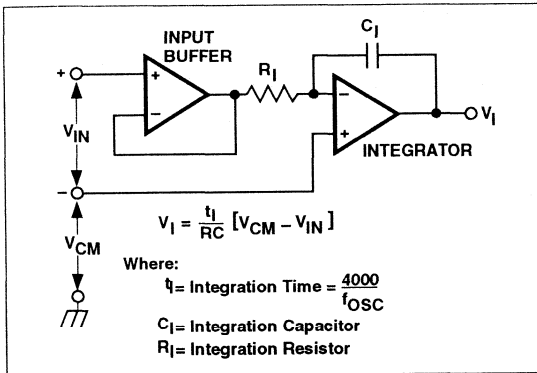 INPUT
BUFFER
C_I
R_I
+
+
−
−
+
V_IN
V_I
INTEGRATOR
−
V_CM
V_I = t_I/RC [V_CM – V_IN]
Where:
t_I = Integration Time = 4000/f_OSC
C_I = Integration Capacitor
R_I = Integration Resistor